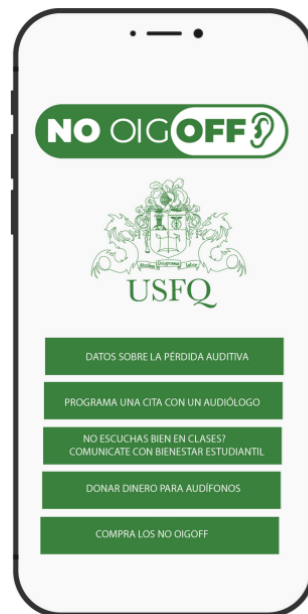 NO OIGOFF
USFQ
DATOS SOBRE LA PÉRDIDA AUDITIVA
PROGRAMA UNA CITA CON UN AUDIÓLOGO
NO ESCUCHAS BIEN EN CLASES?
COMUNICATE CON BIENESTAR ESTUDIANTIL
DONAR DINERO PARA AUDÍFONOS
COMPRA LOS NO OIGOFF